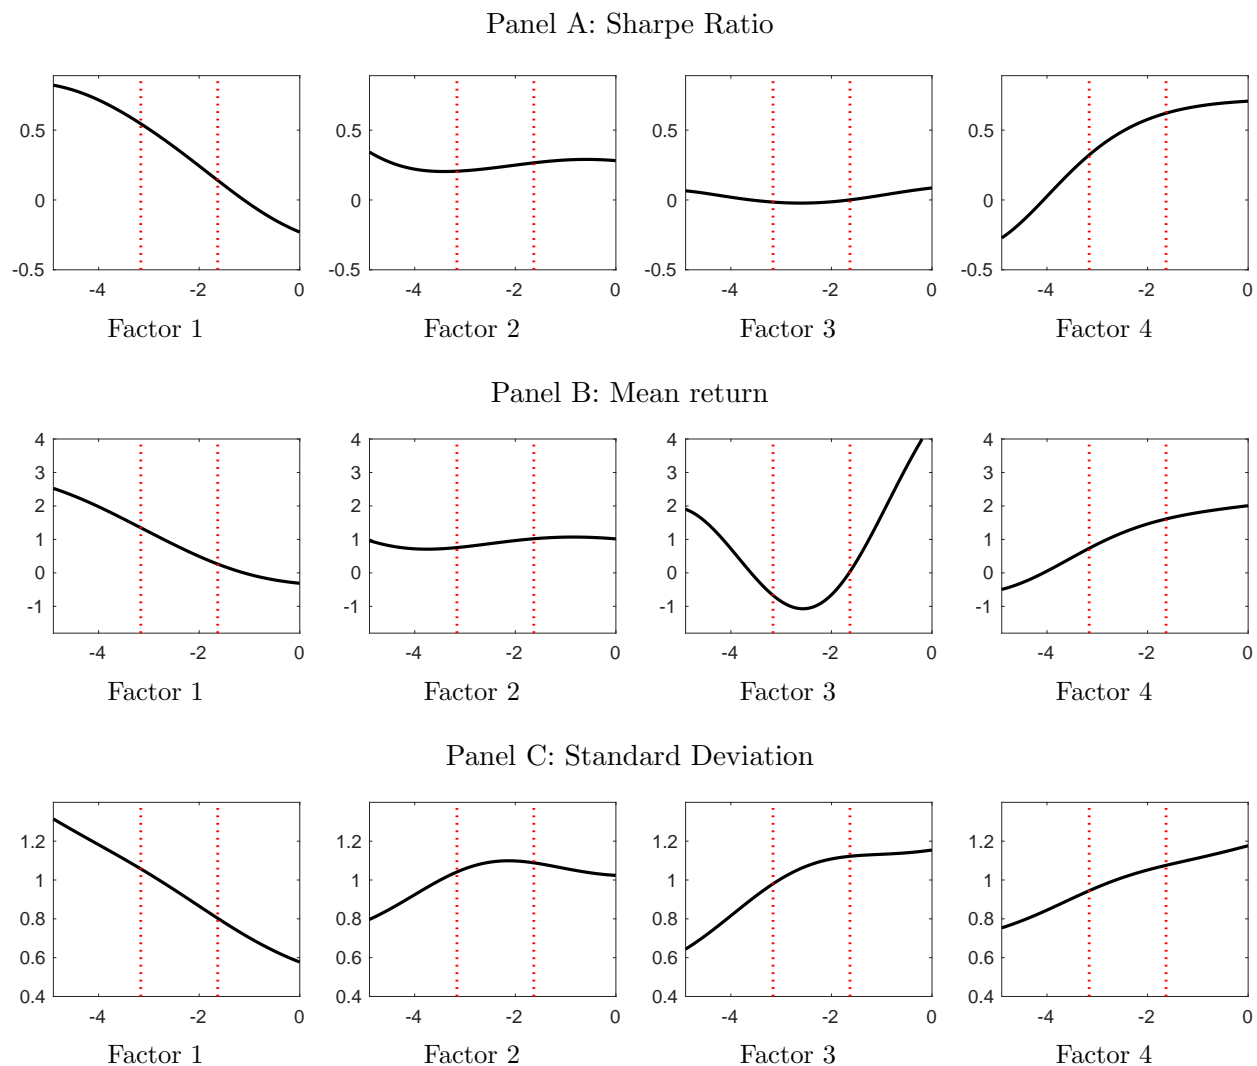 Panel A: Sharpe Ratio
0.5 0.5 0.5 0.5
0 0 0 0
-0.5 -0.5 -0.5 -0.5
-4 -2 0 -4 -2 0 -4 -2 0 -4 -2 0
Factor 1 Factor 2 Factor 3 Factor 4
Panel B: Mean return
4 4 4 4
3 3 3 3
2 2 2 2
1 1 1 1
0 0 0 0
-1 -1 -1 -1
-4 -2 0 -4 -2 0 -4 -2 0 -4 -2 0
Factor 1 Factor 2 Factor 3 Factor 4
Panel C: Standard Deviation
1.2 1.2 1.2 1.2
1 1 1 1
0.8 0.8 0.8 0.8
0.6 0.6 0.6 0.6
0.4 0.4 0.4 0.4
-4 -2 0 -4 -2 0 -4 -2 0 -4 -2 0
Factor 1 Factor 2 Factor 3 Factor 4